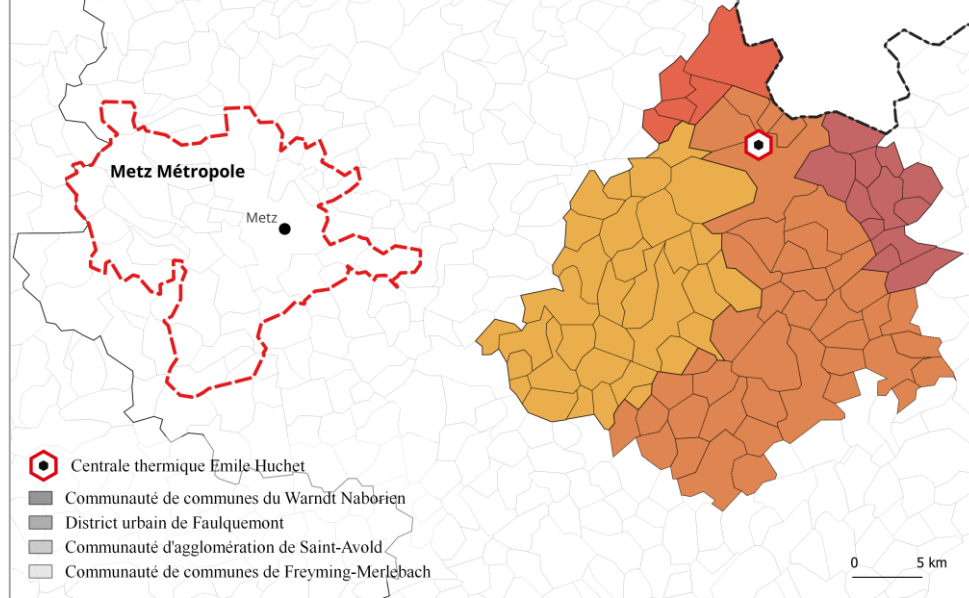 Metz Métropole
Metz
Centrale thermique Emile Huchet
Communauté de communes du Warndt Naborien
District urbain de Faulquemont
Communauté d'agglomération de Saint-Avold
Communauté de communes de Freyming-Merlebach
0 5 km